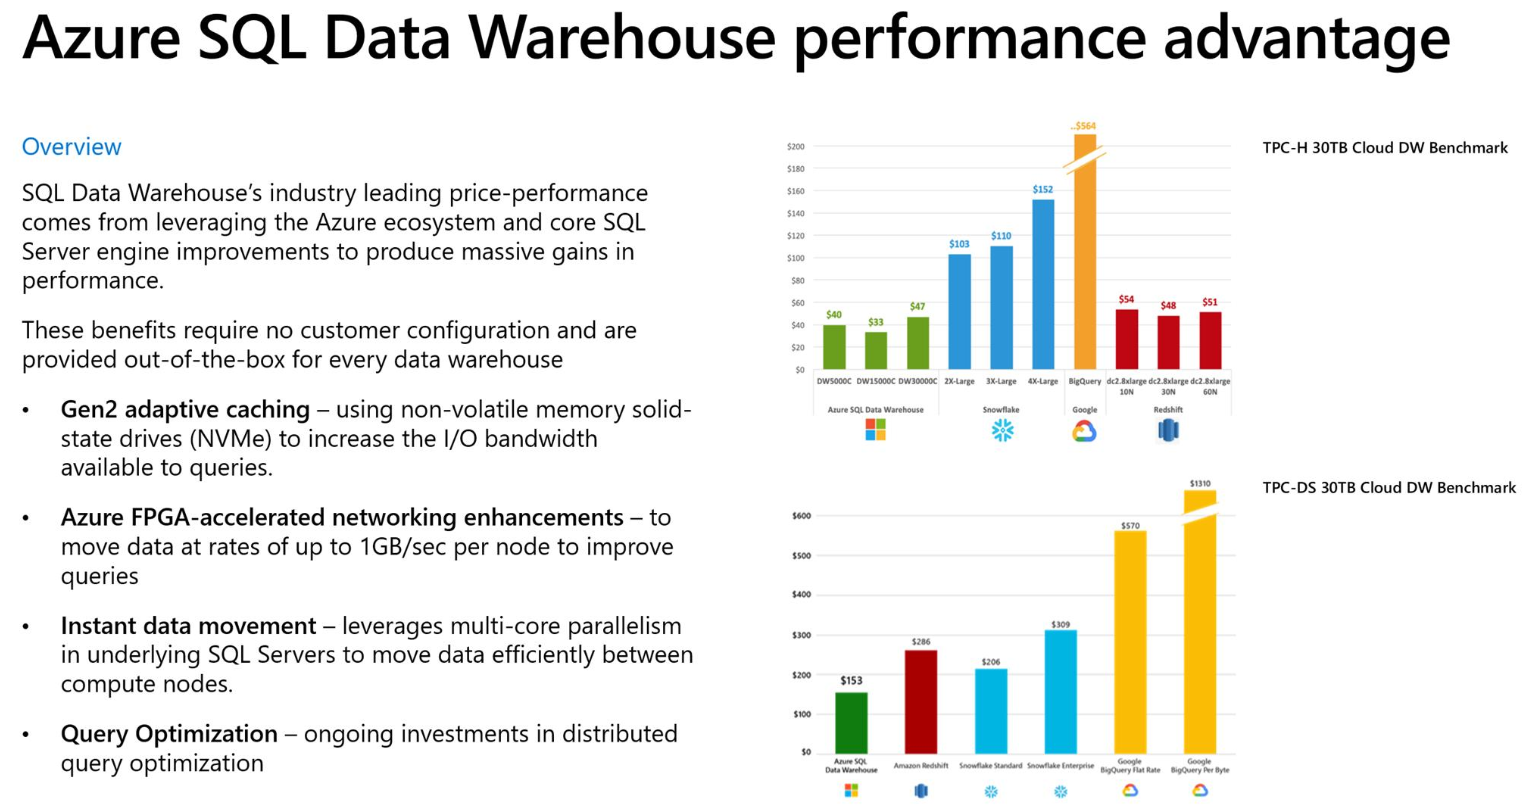 Azure SQL Data Warehouse performance advantage
Overview
SQL Data Warehouse's industry leading price-performance
comes from leveraging the Azure ecosystem and core SQL
Server engine improvements to produce massive gains in
performance.
These benefits require no customer configuration and are
provided out-of-the-box for every data warehouse
• Gen2 adaptive caching – using non-volatile memory solid-
state drives (NVMe) to increase the I/O bandwidth
available to queries.
• Azure FPGA-accelerated networking enhancements – to
move data at rates of up to 1GB/sec per node to improve
queries
• Instant data movement – leverages multi-core parallelism
in underlying SQL Servers to move data efficiently between
compute nodes.
• Query Optimization – ongoing investments in distributed
query optimization
TPC-H 30TB Cloud DW Benchmark
..$564
$200
$180
$160
$140
$120
$100
$80
$60
$40
$20
$0
$40
$33
$47
$103
$110
$152
$54
$48
$51
DW5000C DW15000C DW30000C 2X-Large 3X-Large 4X-Large BigQuery dc2.8xlarge dc2.8xlarge dc2.8xlarge
10N 30N 60N
Azure SQL Data Warehouse Snowflake Google Redshift
TPC-DS 30TB Cloud DW Benchmark
$1310
$600
$500
$400
$300
$200
$100
$0
$153
$286
$206
$309
$570
Azure SQL
Data Warehouse
Amazon Redshift
Snowflake Standard
Snowflake Enterprise
Google
BigQuery Flat Rate
Google
BigQuery Per Byte